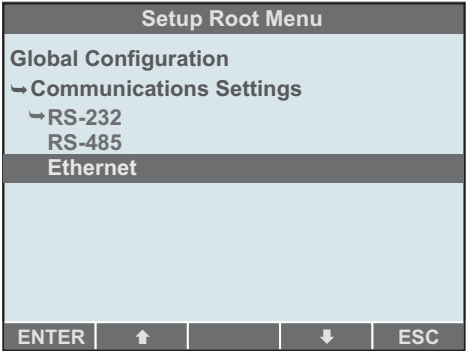 Setup Root Menu
Global Configuration
⮩ Communications Settings
⮩ RS-232
RS-485
Ethernet
ENTER ⬆ ⬇ ESC